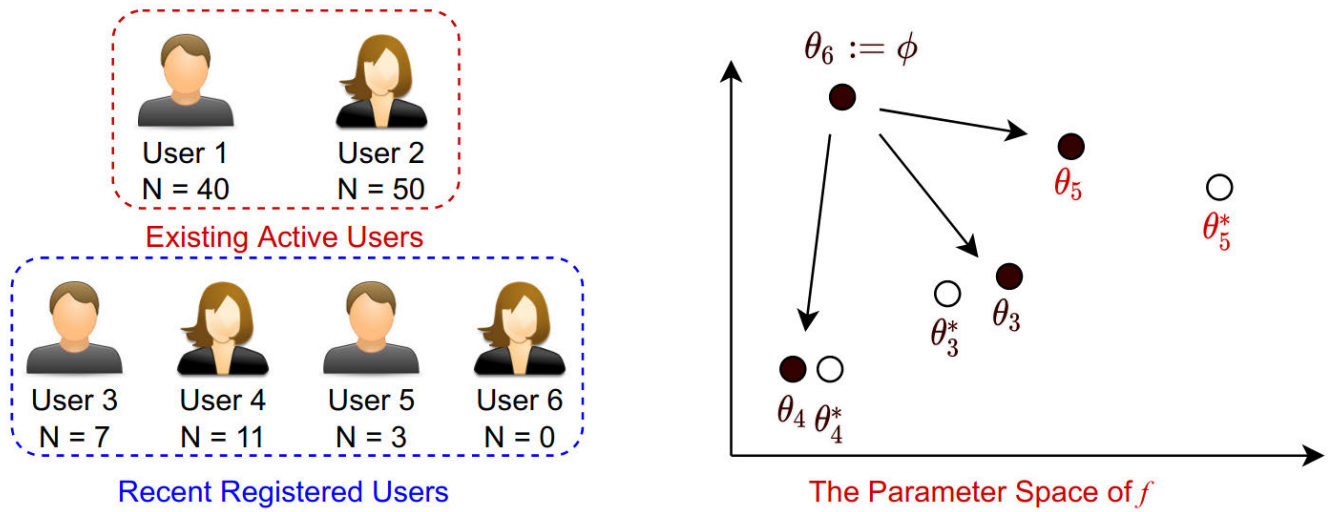 User 1
N = 40
User 2
N = 50
Existing Active Users
User 3
N = 7
User 4
N = 11
User 5
N = 3
User 6
N = 0
Recent Registered Users
θ₆ := ϕ
θ₅
θ₅*
θ₃*
θ₃
θ₄ θ₄*
The Parameter Space of f